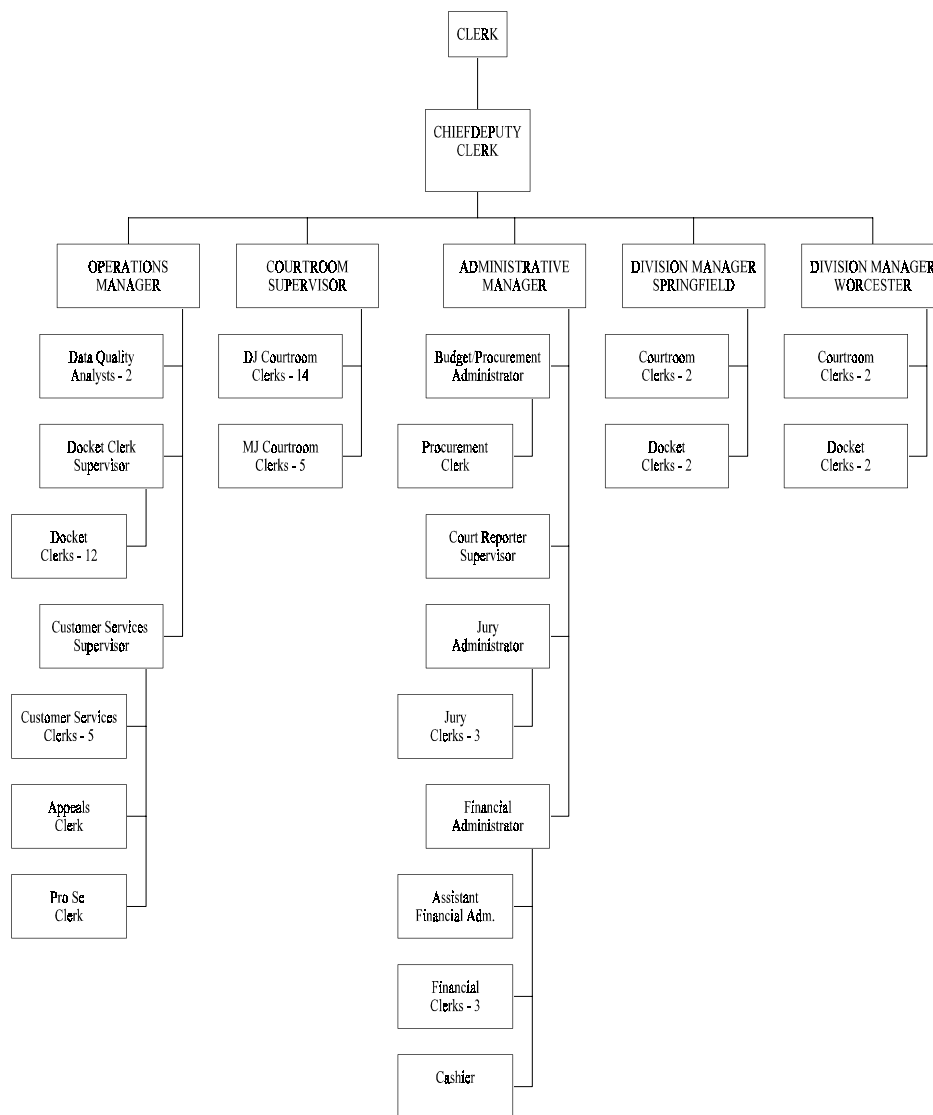 CLERK
CHIEFDEPUTY
CLERK
OPERATIONS
MANAGER
COURTROOM
SUPERVISOR
ADMINISTRATIVE
MANAGER
DIVISION MANAGER
SPRINGFIELD
DIVISION MANAGER
WORCESTER
Data Quality
Analysts - 2
Docket Clerk
Supervisor
Docket
Clerks - 12
Customer Services
Supervisor
Customer Services
Clerks - 5
Appeals
Clerk
Pro Se
Clerk
DJ Courtroom
Clerks - 14
MJ Courtroom
Clerks - 5
Budget/Procurement
Administrator
Procurement
Clerk
Court Reporter
Supervisor
Jury
Administrator
Jury
Clerks - 3
Financial
Administrator
Assistant
Financial Adm.
Financial
Clerks - 3
Cashier
Courtroom
Clerks - 2
Docket
Clerks - 2
Courtroom
Clerks - 2
Docket
Clerks - 2